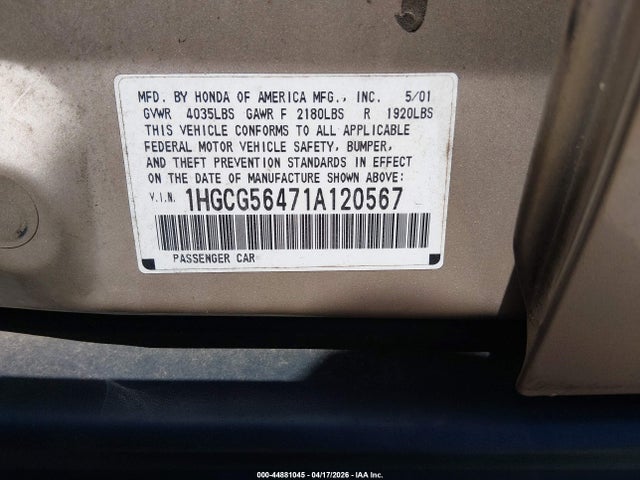 MFD. BY HONDA OF AMERICA MFG., INC. 5/01
GVWR 4035LBS GAWR F 2180LBS R 1920LBS
THIS VEHICLE CONFORMS TO ALL APPLICABLE
FEDERAL MOTOR VEHICLE SAFETY, BUMPER,
AND THEFT PREVENTION STANDARDS IN EFFECT
ON THE DATE OF MANUFACTURE SHOWN ABOVE:
V.I.N. 1HGCG56471A120567
PASSENGER CAR
000-44881045 - 04/17/2026 - IAA Inc.